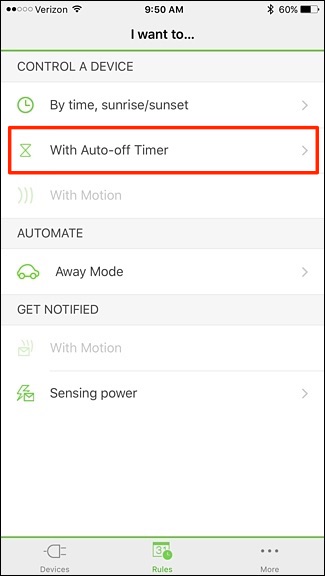 Verizon 9:50 AM 60%
I want to...
CONTROL A DEVICE
By time, sunrise/sunset
With Auto-off Timer
With Motion
AUTOMATE
Away Mode
GET NOTIFIED
With Motion
Sensing power
Devices Rules More